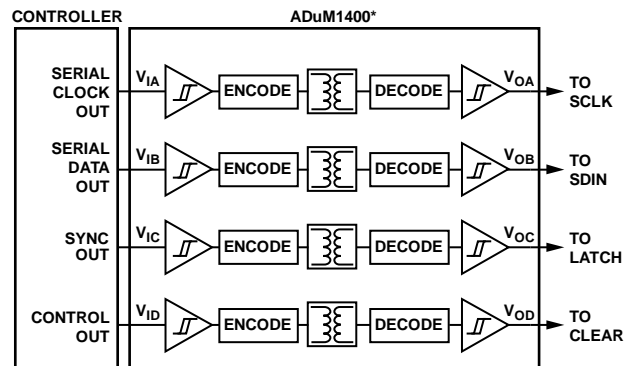 CONTROLLER
ADuM1400*
SERIAL
CLOCK
OUT
VIA
ENCODE
DECODE
VOA
TO
SCLK
SERIAL
DATA
OUT
VIB
ENCODE
DECODE
VOB
TO
SDIN
SYNC
OUT
VIC
ENCODE
DECODE
VOC
TO
LATCH
CONTROL
OUT
VID
ENCODE
DECODE
VOD
TO
CLEAR